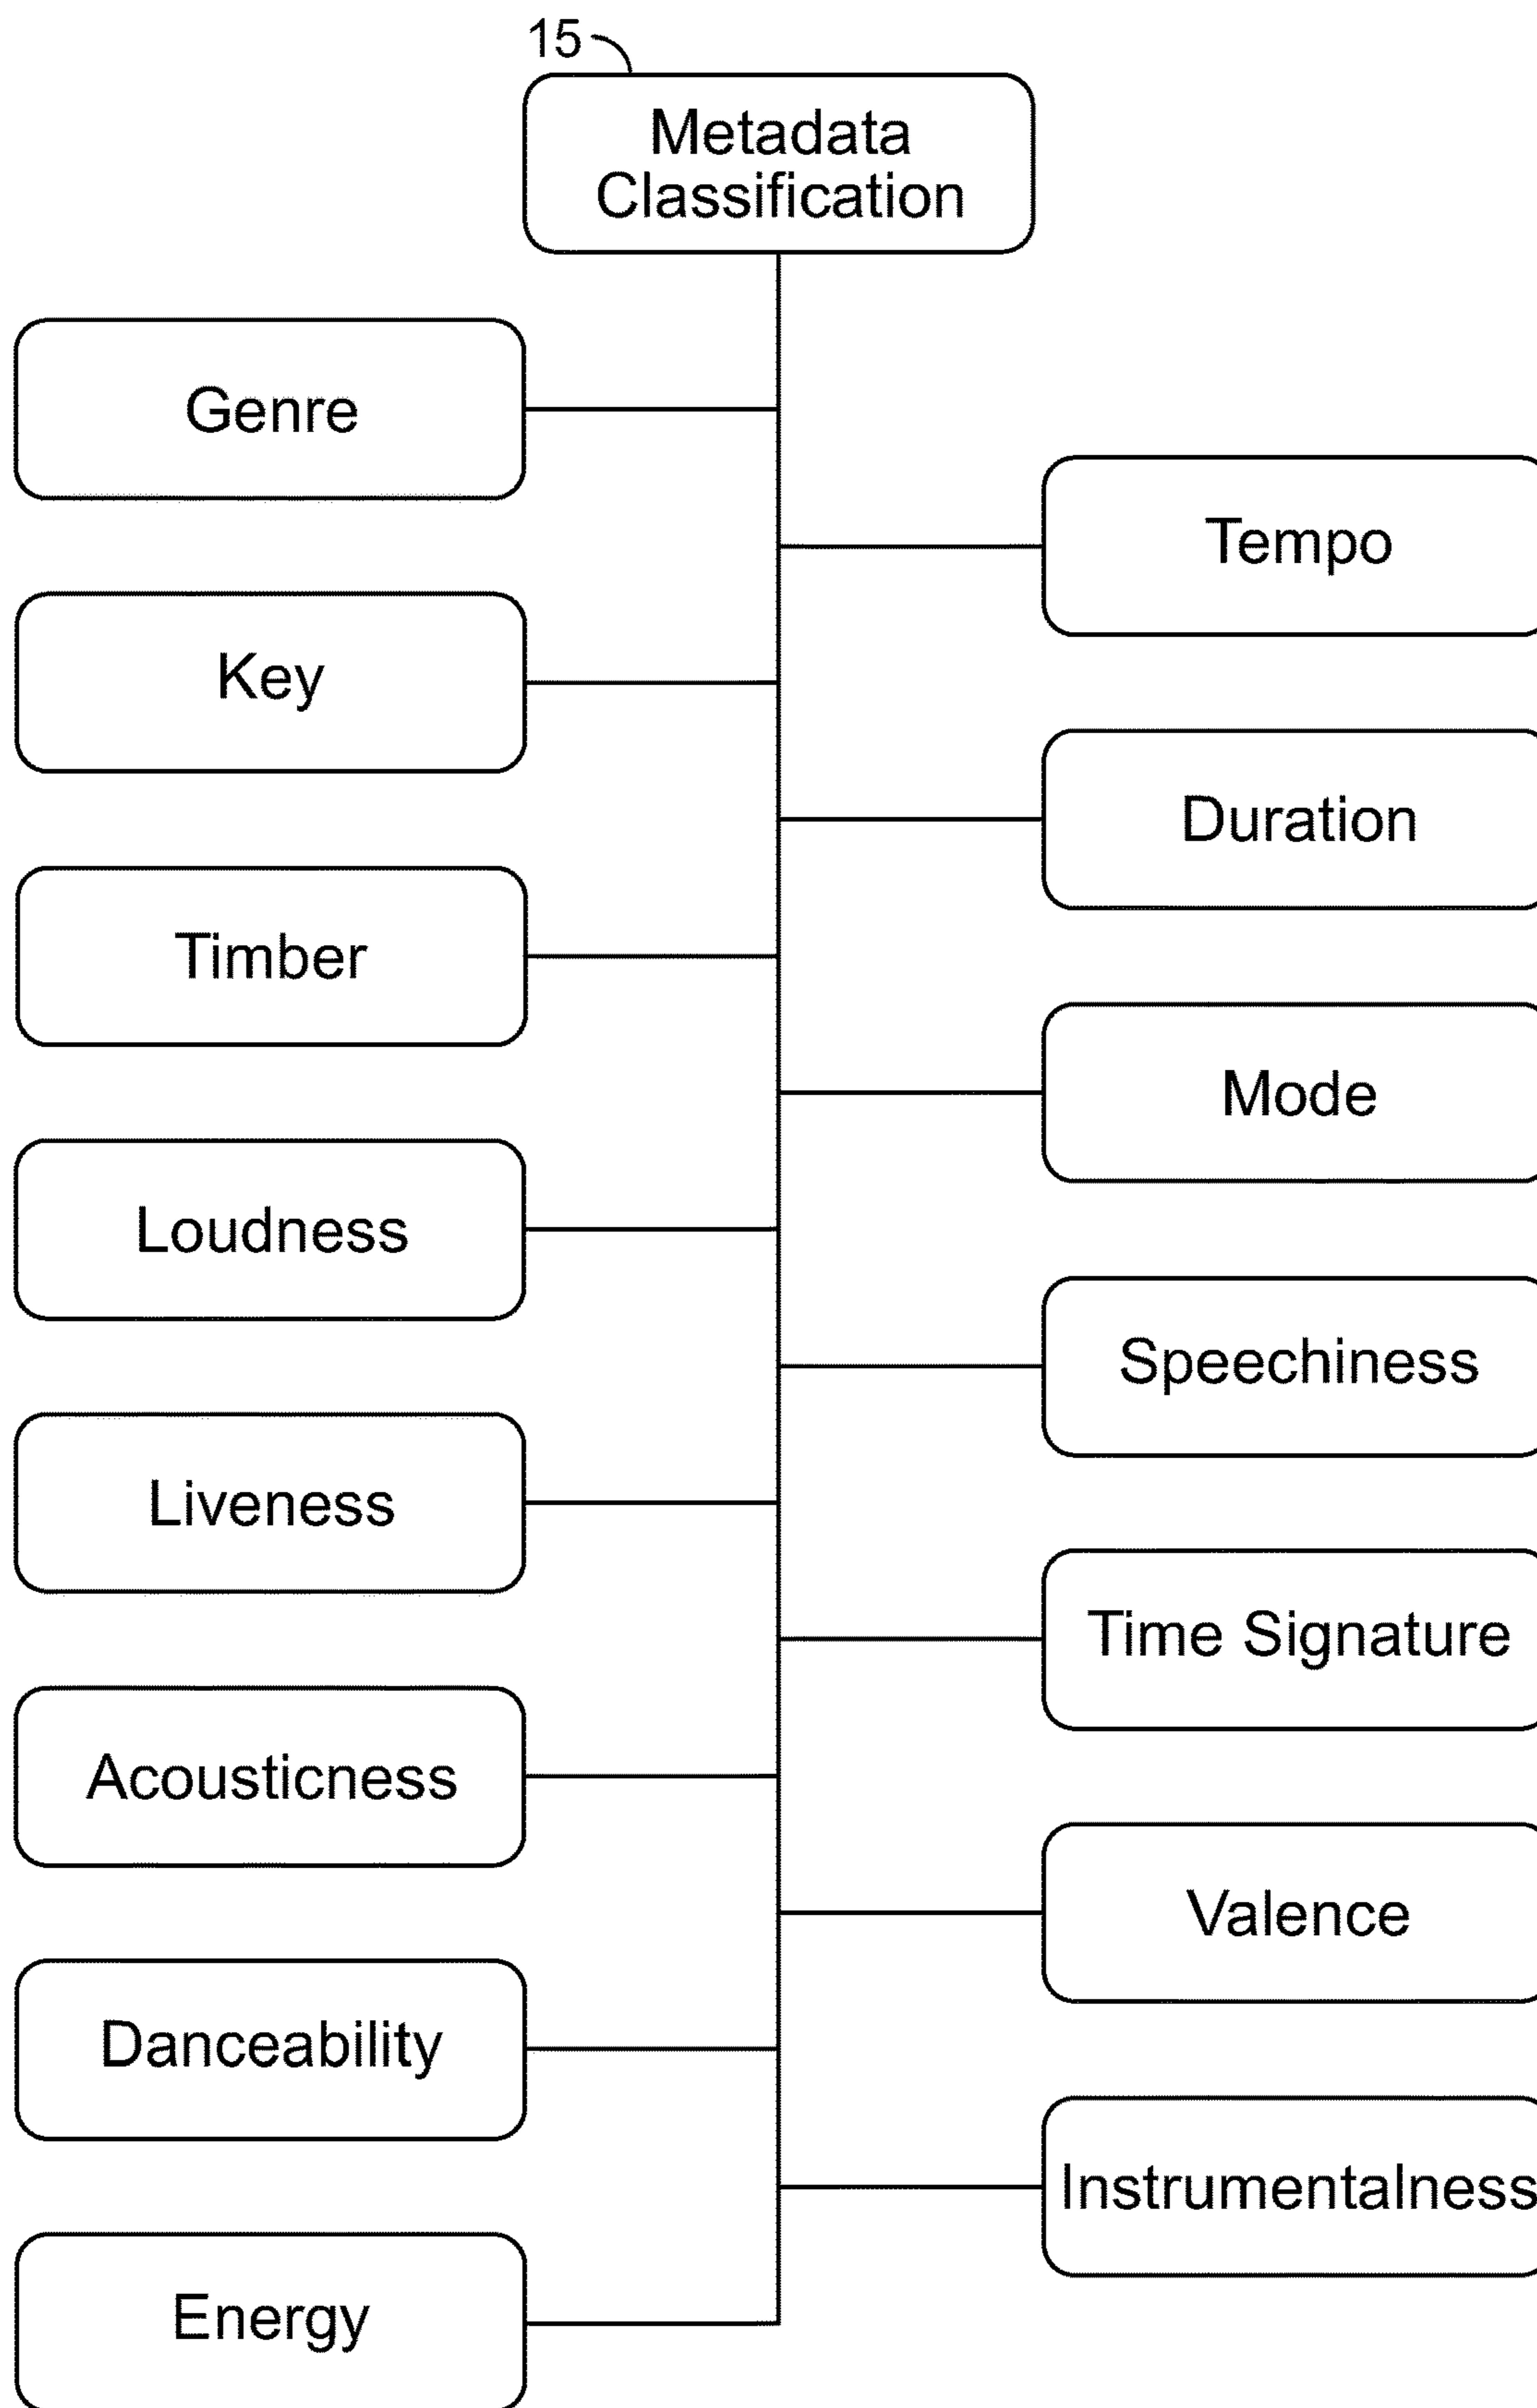 15
Metadata
Classification
Genre
Tempo
Key
Duration
Timber
Mode
Loudness
Speechiness
Liveness
Time Signature
Acousticness
Valence
Danceability
Instrumentalness
Energy